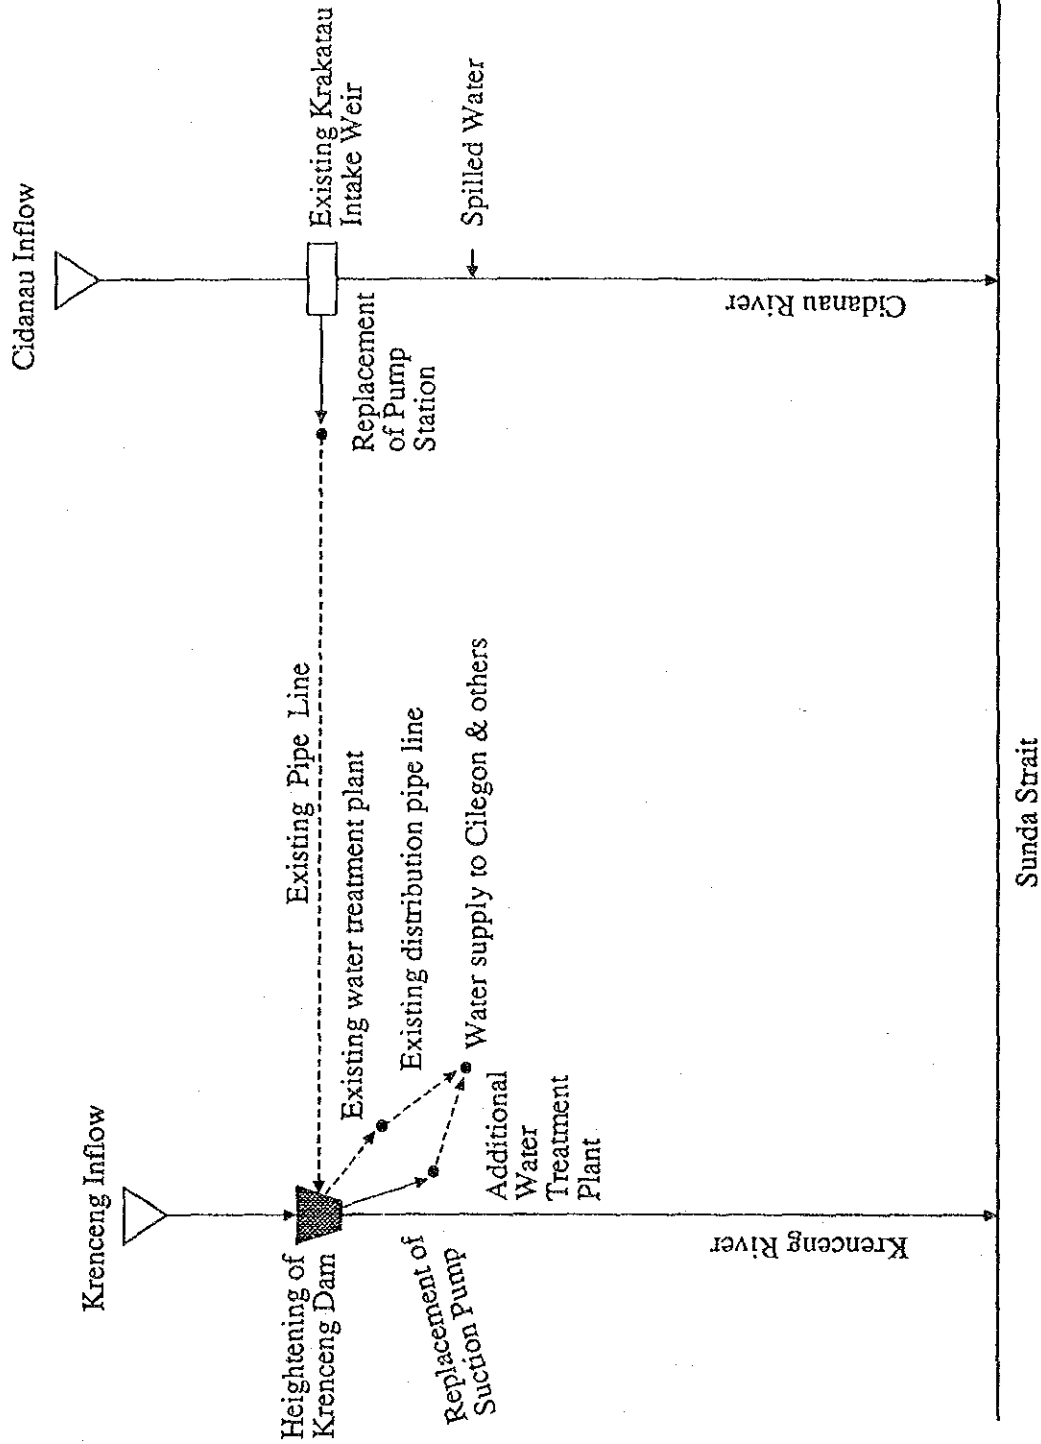 Cidanau Inflow
Existing Krakatau
Intake Weir
Spilled Water
Replacement
of Pump
Station
Cidanau River
Existing Pipe Line
Existing water treatment plant
Existing distribution pipe line
Water supply to Cilegon & others
Krenceng Inflow
Heightening of
Krenceng Dam
Replacement of
Suction Pump
Additional
Water
Treatment
Plant
Krenceng River
Sunda Strait